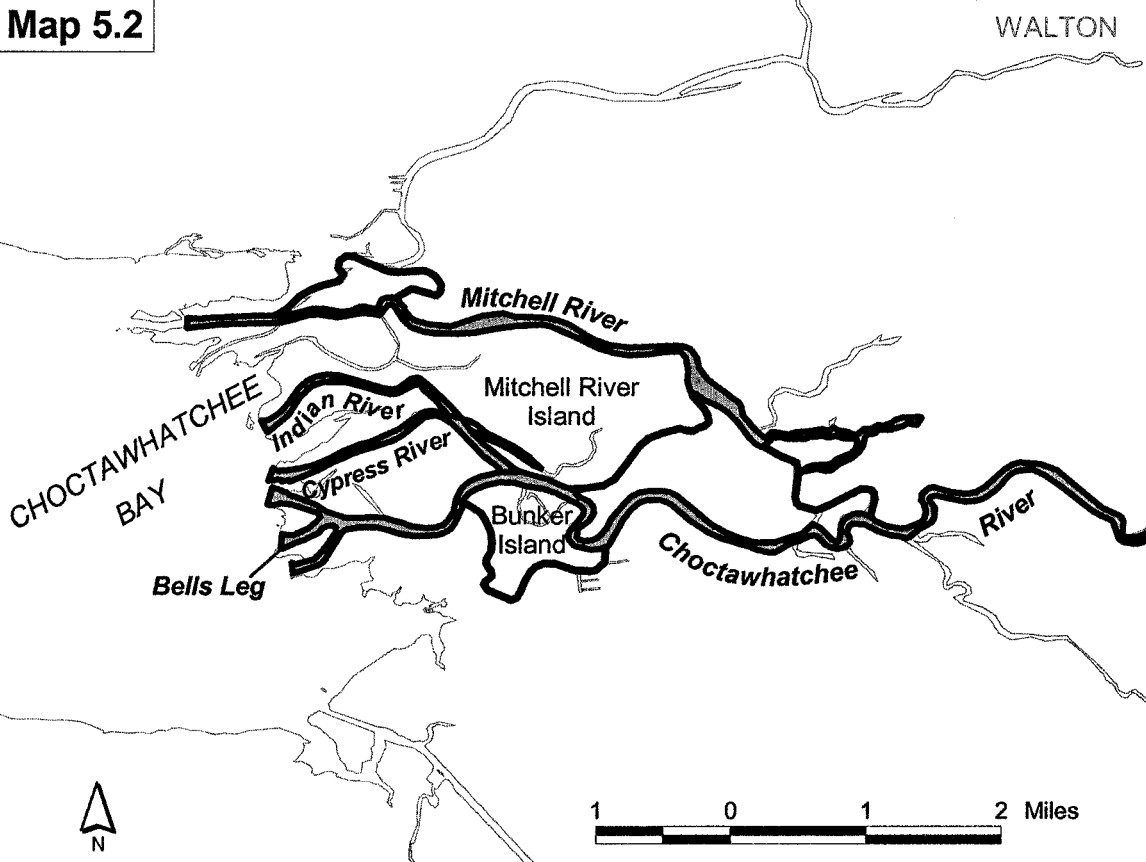 Map 5.2
WALTON
Mitchell River
Mitchell River
Island
Indian River
Cypress River
CHOCTAWHATCHEE
BAY
Bunker
Island
River
Choctawhatchee
Bells Leg
N
1 0 1 2 Miles